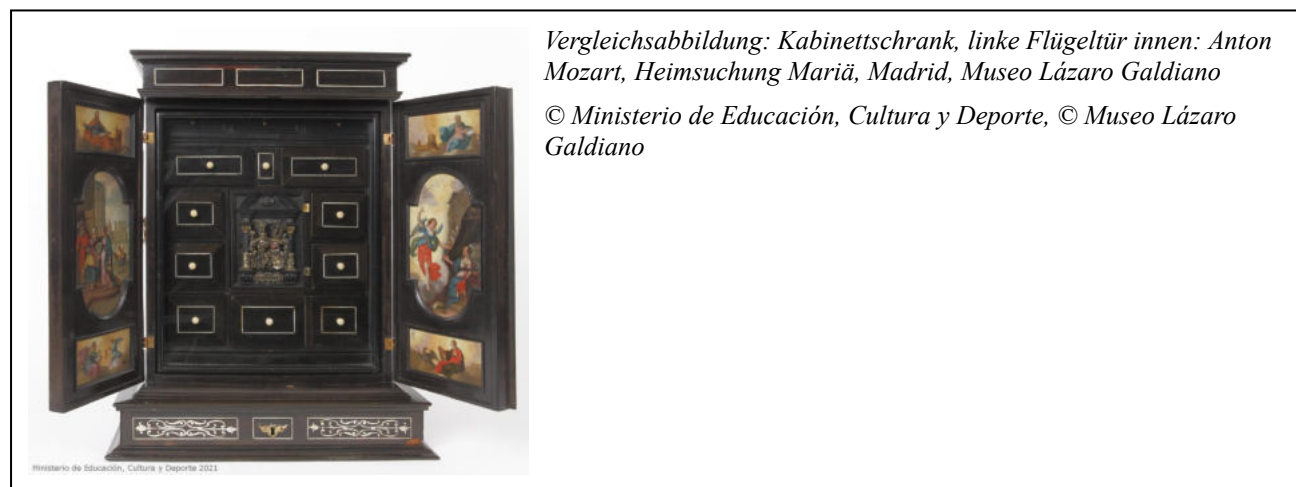 Vergleichsabbildung: Kabinettschrank, linke Flügeltür innen: Anton
Mozart, Heimsuchung Mariä, Madrid, Museo Lázaro Galdiano
© Ministerio de Educación, Cultura y Deporte, © Museo Lázaro
Galdiano
Ministerio de Educación, Cultura y Deporte 2021